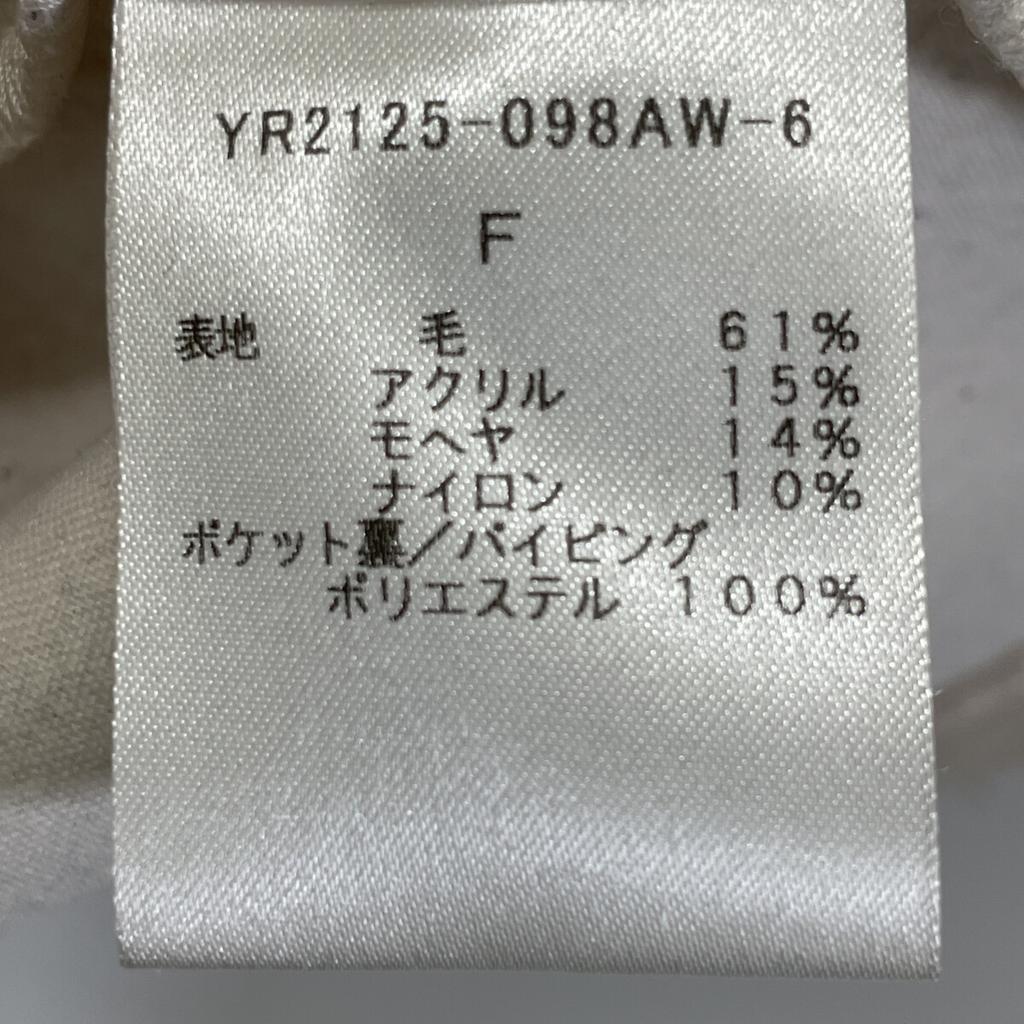 YR2125-098AW-6
F
表地 毛 61%
アクリル 15%
モヘヤ 14%
ナイロン 10%
ポケット裏/パイピング
ポリエステル 100%